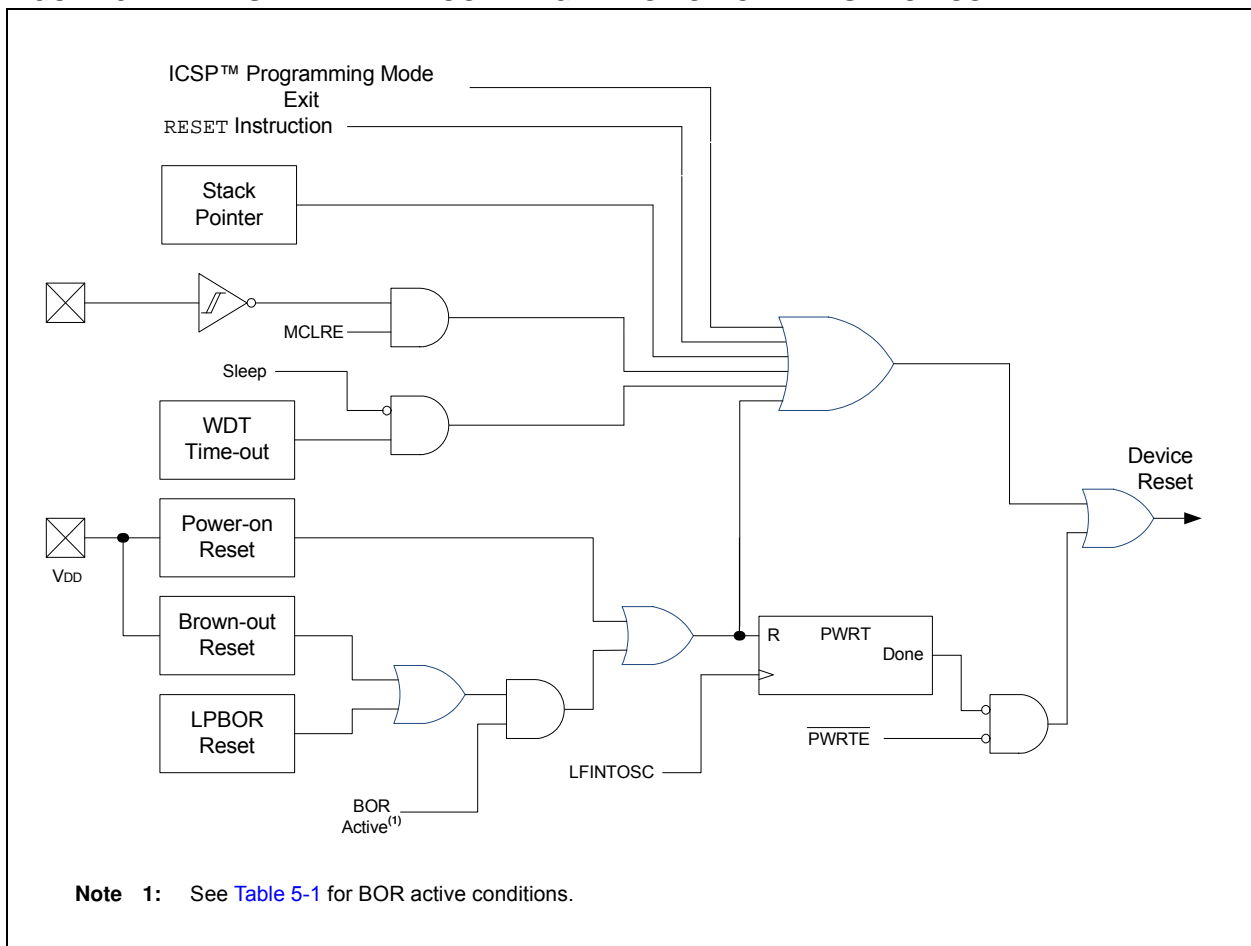 ICSP™ Programming Mode
Exit
RESET Instruction
Stack
Pointer
MCLRE
Sleep
WDT
Time-out
Device
Reset
Power-on
Reset
VDD
Brown-out
Reset
R PWRT
Done
LPBOR
Reset
PWRTE
LFINTOSC
BOR
Active(1)
Note 1: See Table 5-1 for BOR active conditions.